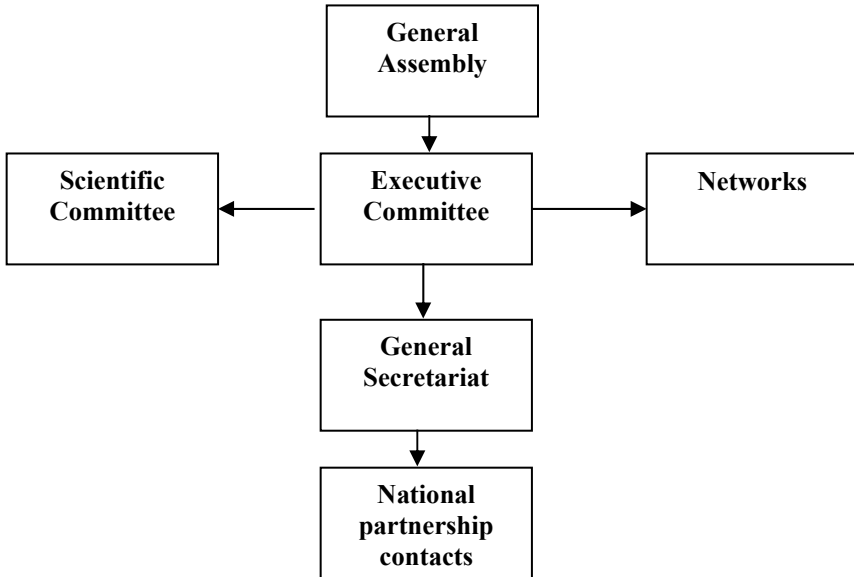 General
Assembly
Scientific
Committee
Executive
Committee
Networks
General
Secretariat
National
partnership
contacts